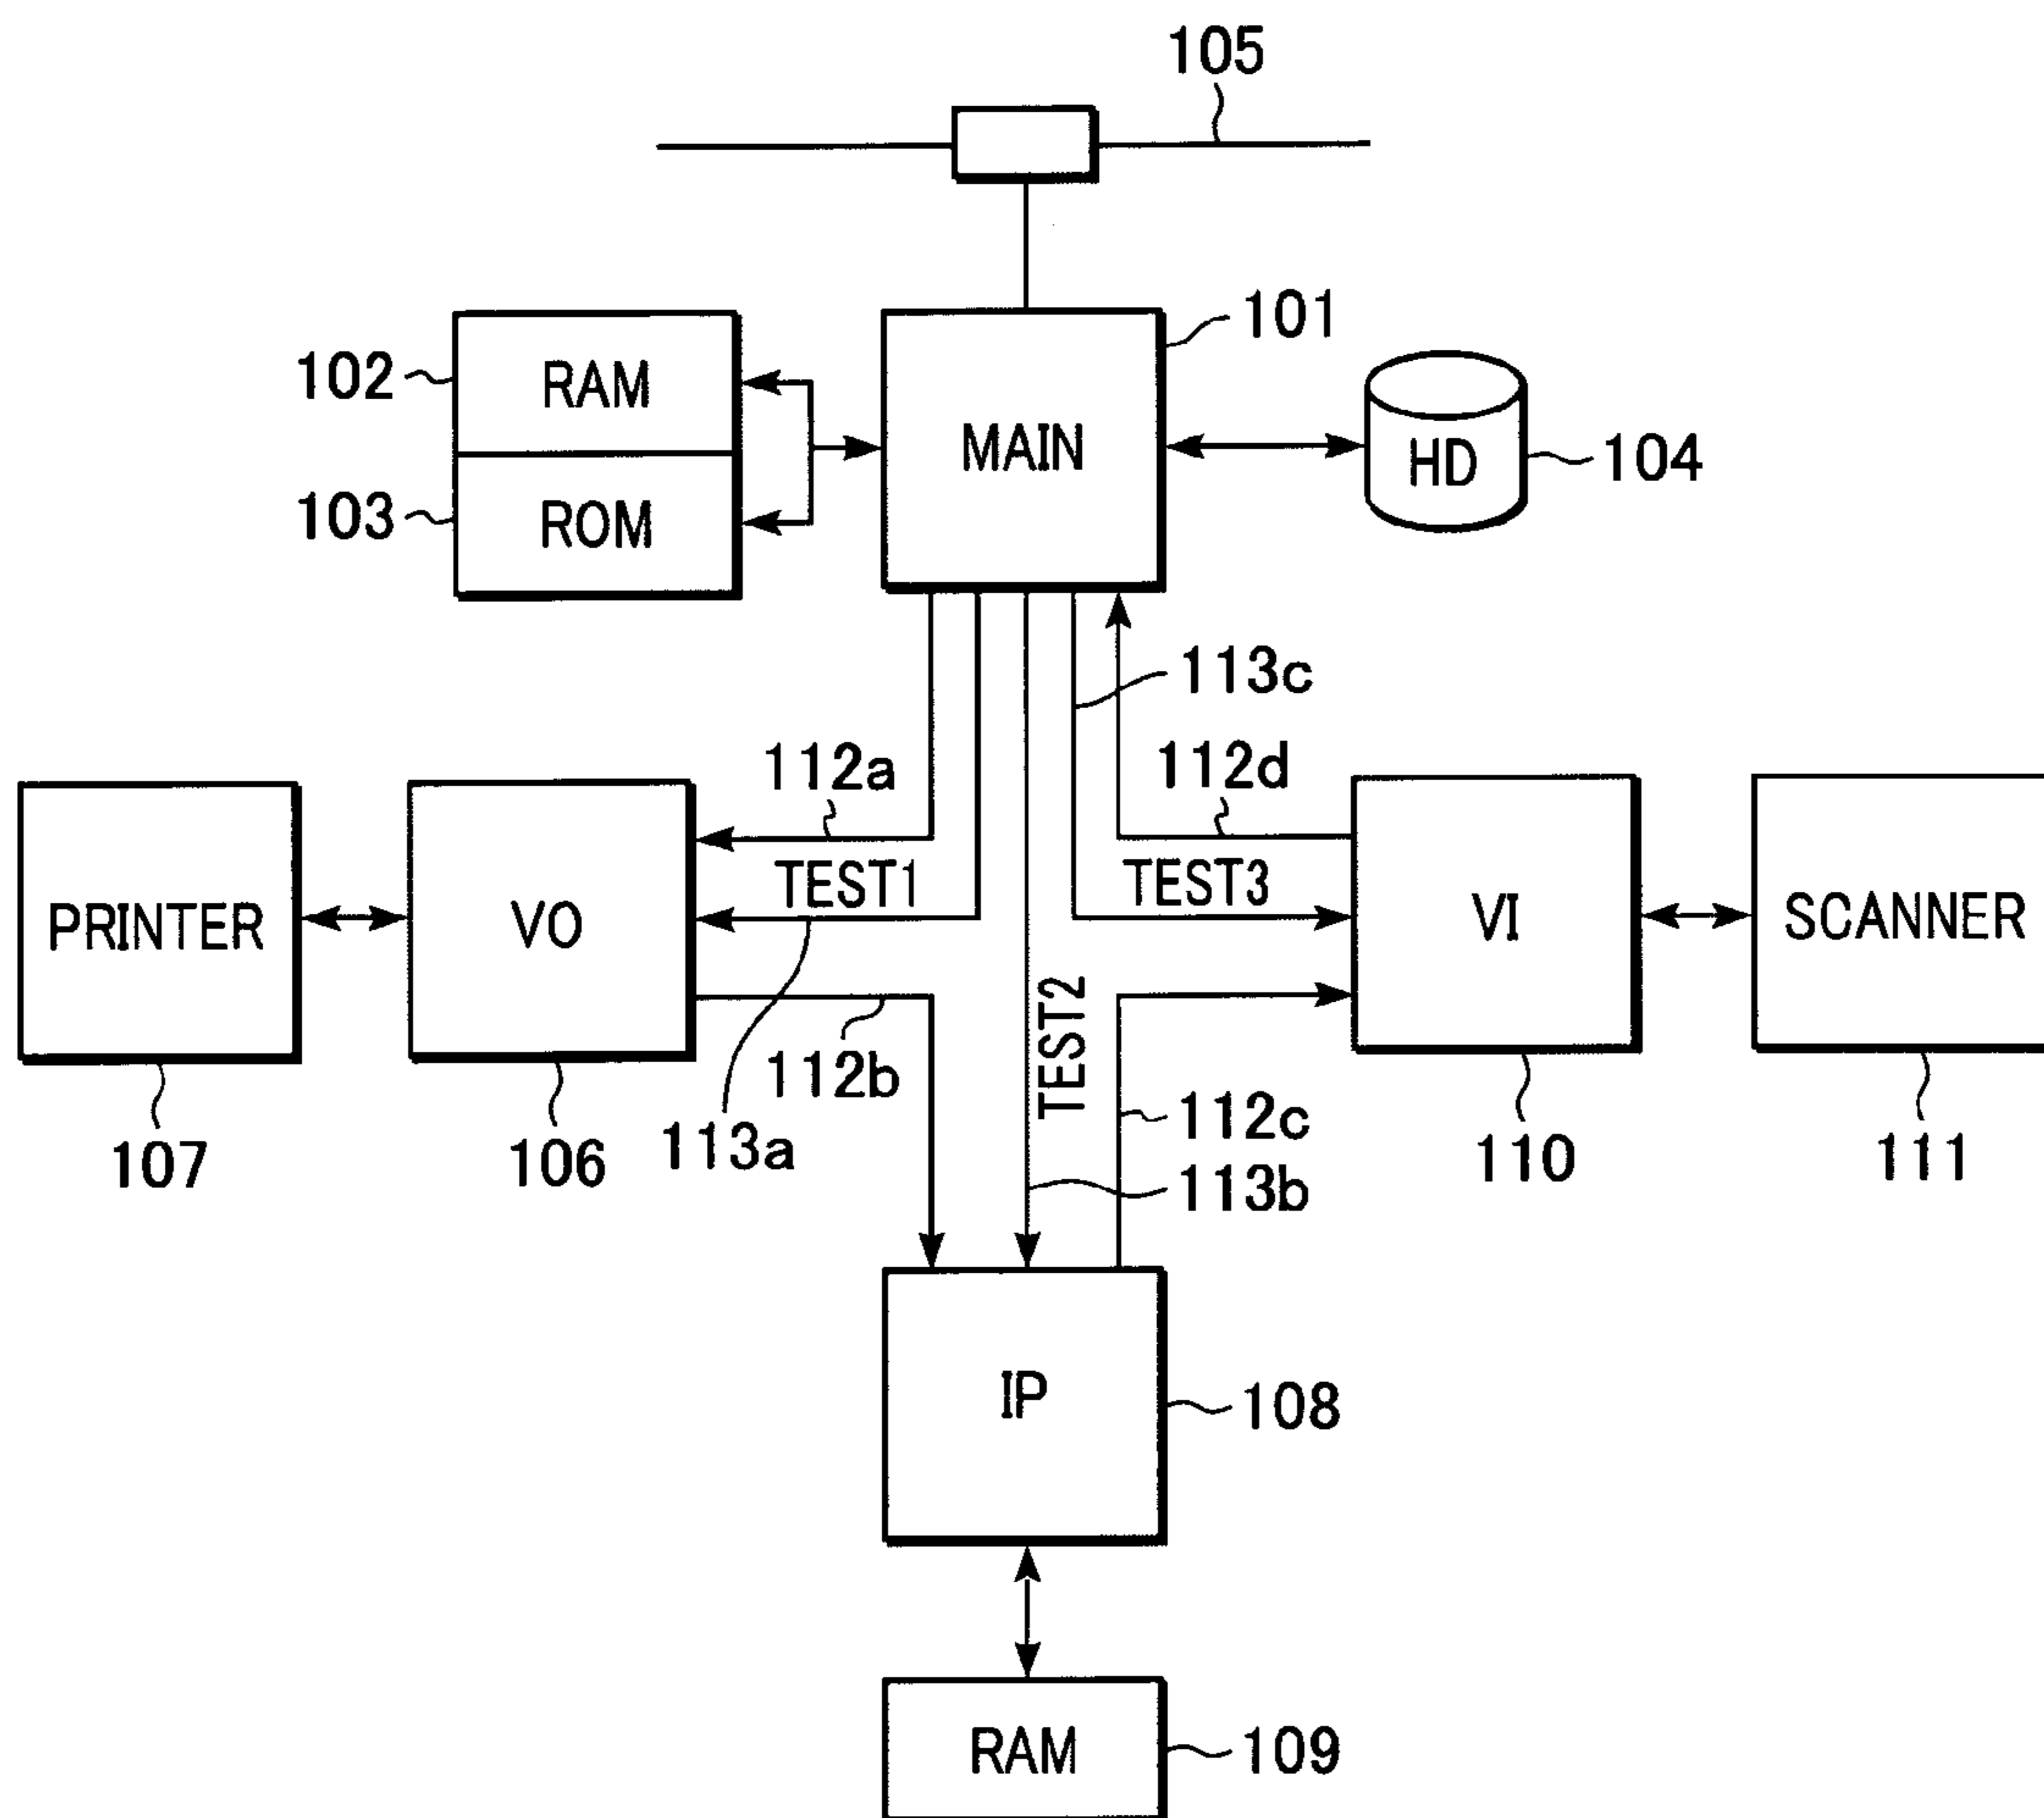 105
101
102
RAM
MAIN
HD
104
103
ROM
113c
112a
112d
TEST1
TEST3
PRINTER
VO
VI
SCANNER
TEST2
112b
112c
107
106
113a
113b
110
111
IP
108
RAM
109